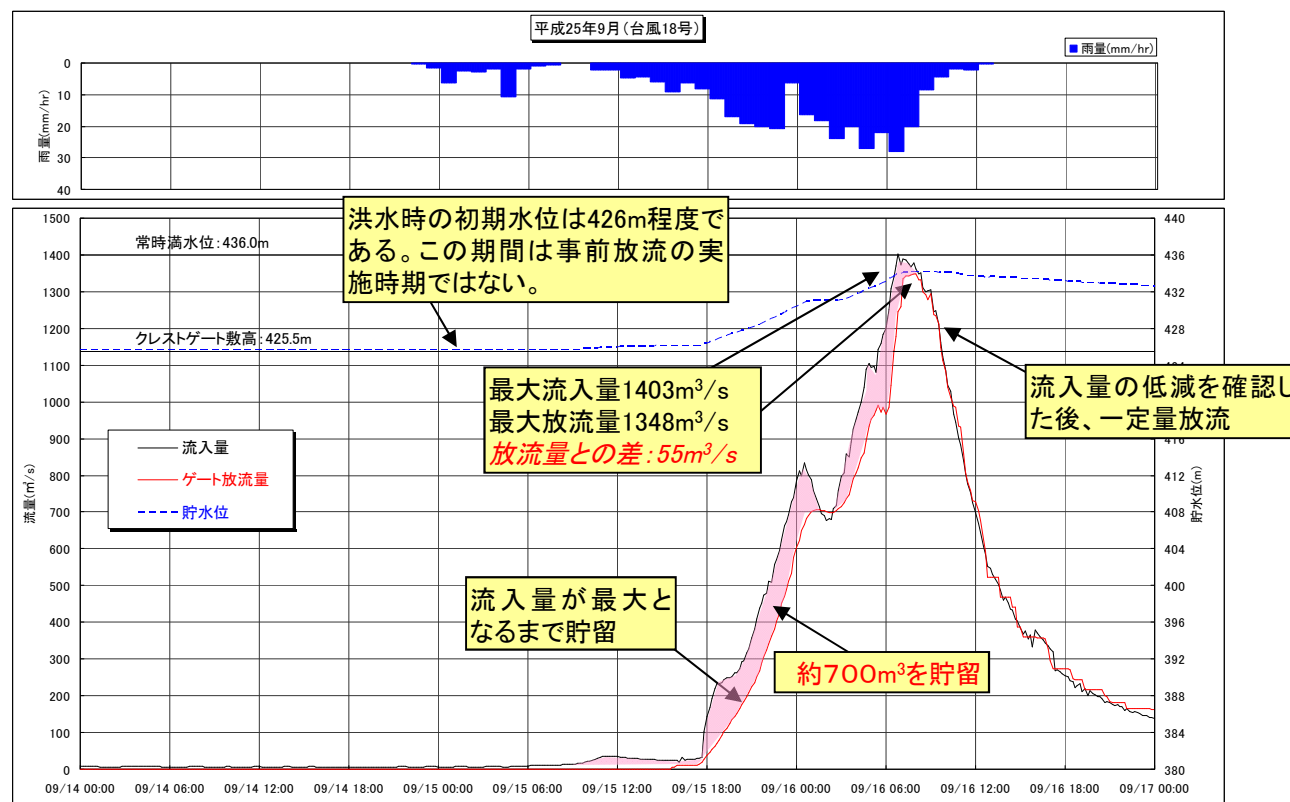 平成25年9月(台風18号)
雨量(mm/hr)
0
10
20
30
40
雨量(mm/hr)
洪水時の初期水位は426m程度で
ある。この期間は事前放流の実
施時期ではない。
常時満水位:436.0m
クレストゲート敷高:425.5m
最大流入量1403m³/s
最大放流量1348m³/s
放流量との差:55m³/s
流入量の低減を確認し
た後、一定量放流
流入量
ゲート放流量
貯水位
流入量が最大と
なるまで貯留
約700m³を貯留
1500
1400
1300
1200
1100
1000
900
800
700
600
500
400
300
200
100
0
流量(m³/s)
440
436
432
428
424
416
412
408
404
400
396
392
388
384
380
貯水位(m)
09/14 00:00
09/14 06:00
09/14 12:00
09/14 18:00
09/15 00:00
09/15 06:00
09/15 12:00
09/15 18:00
09/16 00:00
09/16 06:00
09/16 12:00
09/16 18:00
09/17 00:00